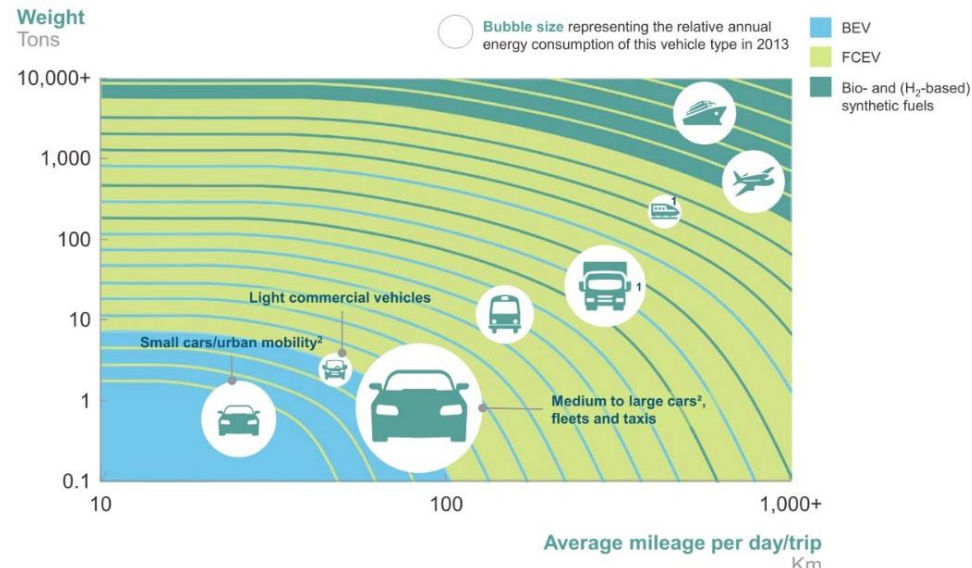 Weight
Tons
Bubble size representing the relative annual
energy consumption of this vehicle type in 2013
BEV
FCEV
Bio- and (H₂-based)
synthetic fuels
10,000+
1,000
100
10
1
0.1
1
1
Light commercial vehicles
Small cars/urban mobility²
Medium to large cars²,
fleets and taxis
10
100
1,000+
Average mileage per day/trip
Km